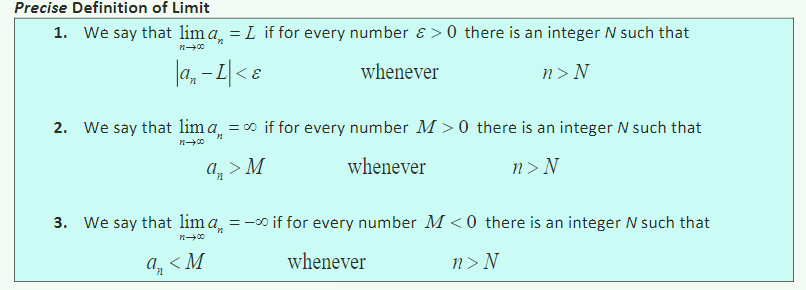 Precise Definition of Limit
1. We say that lim a_n = L if for every number ε > 0 there is an integer N such that
n→∞
|a_n − L| < ε whenever n > N
2. We say that lim a_n = ∞ if for every number M > 0 there is an integer N such that
n→∞
a_n > M whenever n > N
3. We say that lim a_n = −∞ if for every number M < 0 there is an integer N such that
n→∞
a_n < M whenever n > N